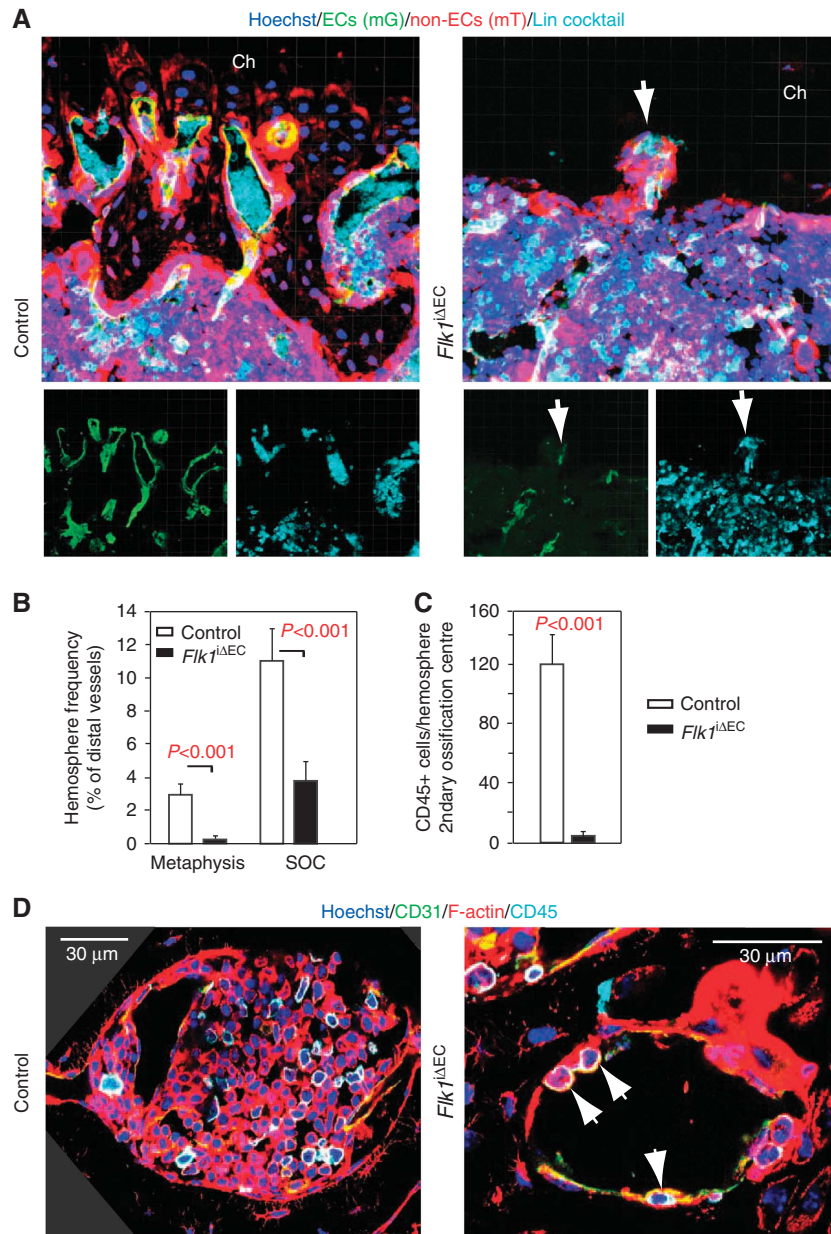 A
Hoechst/ECs (mG)/non-ECs (mT)/Lin cocktail
Control
Ch
Flk1iΔEC
Ch
B
Hemosphere frequency
(% of distal vessels)
14
12
10
8
6
4
2
0
Control
Flk1iΔEC
P<0.001
P<0.001
Metaphysis
SOC
C
CD45+ cells/hemosphere
2ndary ossification centre
160
120
80
40
0
P<0.001
Control
Flk1iΔEC
D
Hoechst/CD31/F-actin/CD45
Control
30 μm
Flk1iΔEC
30 μm